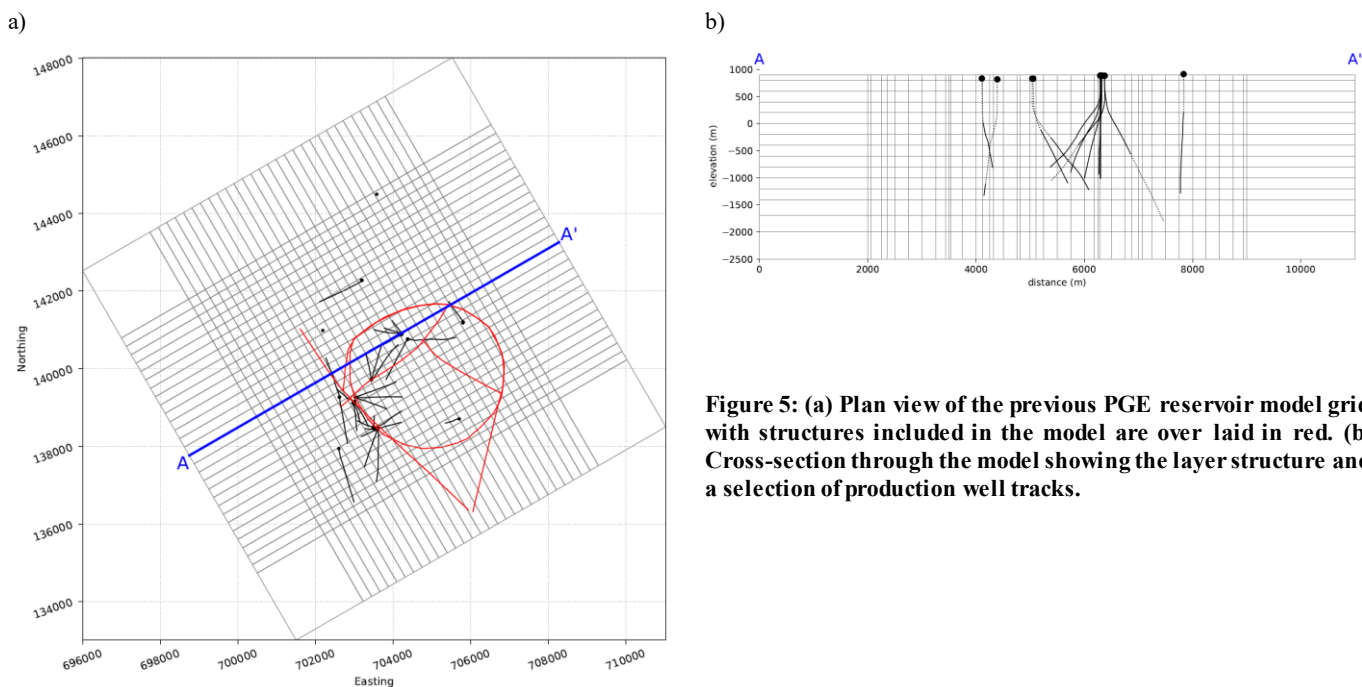 a)
b)
148000
146000
144000
142000
140000
138000
136000
134000
Northing
696000
698000
700000
702000
704000
706000
708000
710000
Easting
A
A'
A
A'
1000
500
0
−500
−1000
−1500
−2000
−2500
elevation (m)
0
2000
4000
6000
8000
10000
distance (m)
Figure 5: (a) Plan view of the previous PGE reservoir model grid
with structures included in the model are over laid in red. (b
Cross-section through the model showing the layer structure and
a selection of production well tracks.